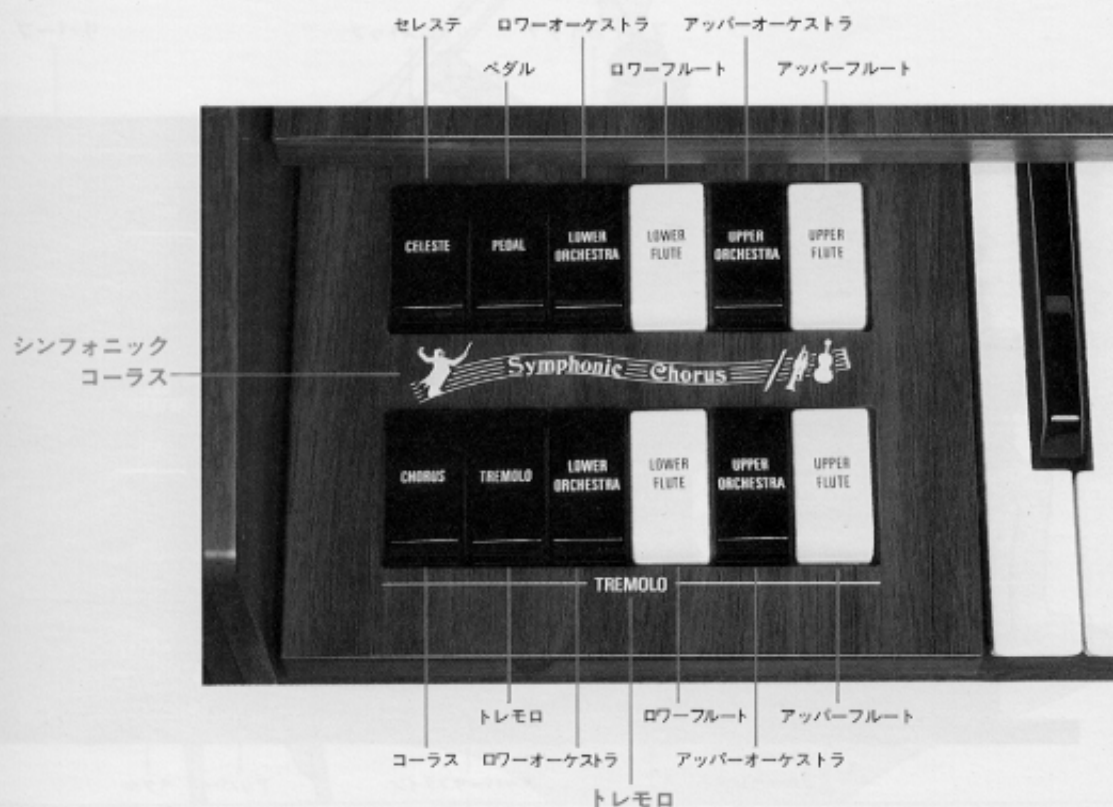 セレステ ロワーオーケストラ アッパーオーケストラ
ペダル ロワーフルート アッパーフルート
CELESTE
PEDAL
LOWER
ORCHESTRA
LOWER
FLUTE
UPPER
ORCHESTRA
UPPER
FLUTE
シンフォニック
コーラス
Symphonic Chorus
CHORUS
TREMOLO
LOWER
ORCHESTRA
LOWER
FLUTE
UPPER
ORCHESTRA
UPPER
FLUTE
TREMOLO
トレモロ ロワーフルート アッパーフルート
コーラス ロワーオーケストラ アッパーオーケストラ
トレモロ